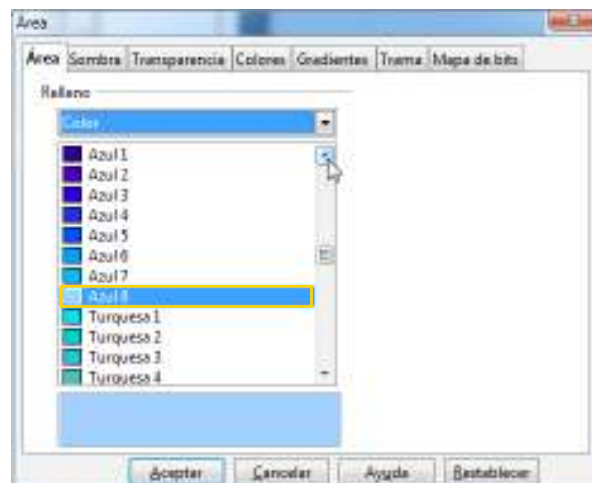 Área
Área Sombra Transparencia Colores Gradientes Trama Mapa de bits
Relleno
Color
Azul 1
Azul 2
Azul 3
Azul 4
Azul 5
Azul 6
Azul 7
Azul 8
Turquesa 1
Turquesa 2
Turquesa 3
Turquesa 4
Aceptar Cancelar Ayuda Restablecer